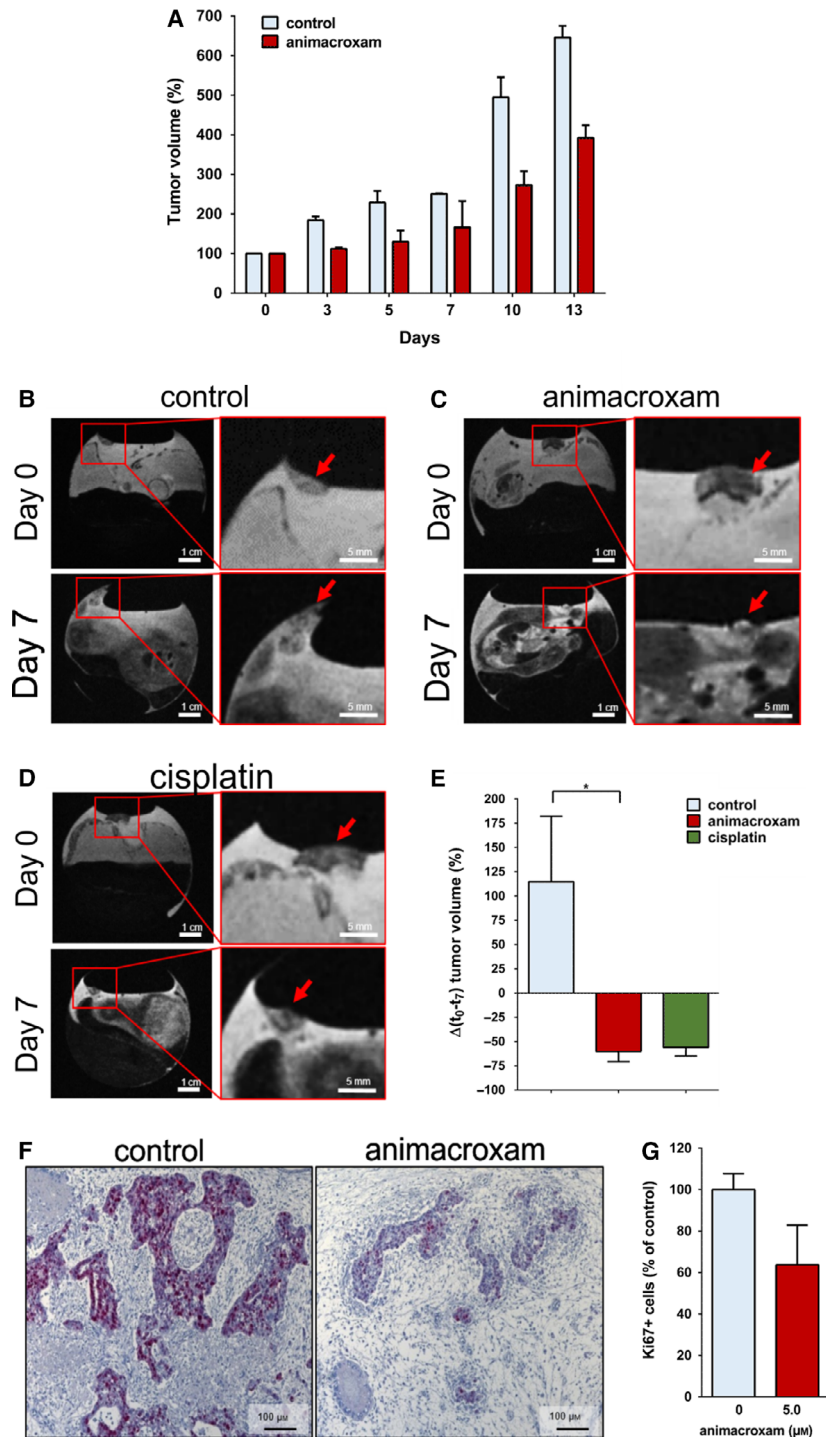 A
700
600
500
400
300
200
100
0
Tumor volume (%)
control
animacroxam
0 3 5 7 10 13
Days
B control
Day 0
1 cm
5 mm
Day 7
1 cm
5 mm
C animacroxam
Day 0
1 cm
5 mm
Day 7
1 cm
5 mm
D cisplatin
Day 0
1 cm
5 mm
Day 7
1 cm
5 mm
E
200
175
150
125
100
75
50
25
0
−25
−50
−75
−100
Δ(t₀-t₇) tumor volume (%)
*
control
animacroxam
cisplatin
F control animacroxam
100 μM
100 μM
G
120
100
80
60
40
20
0
Ki67+ cells (% of control)
0 5.0
animacroxam (μM)